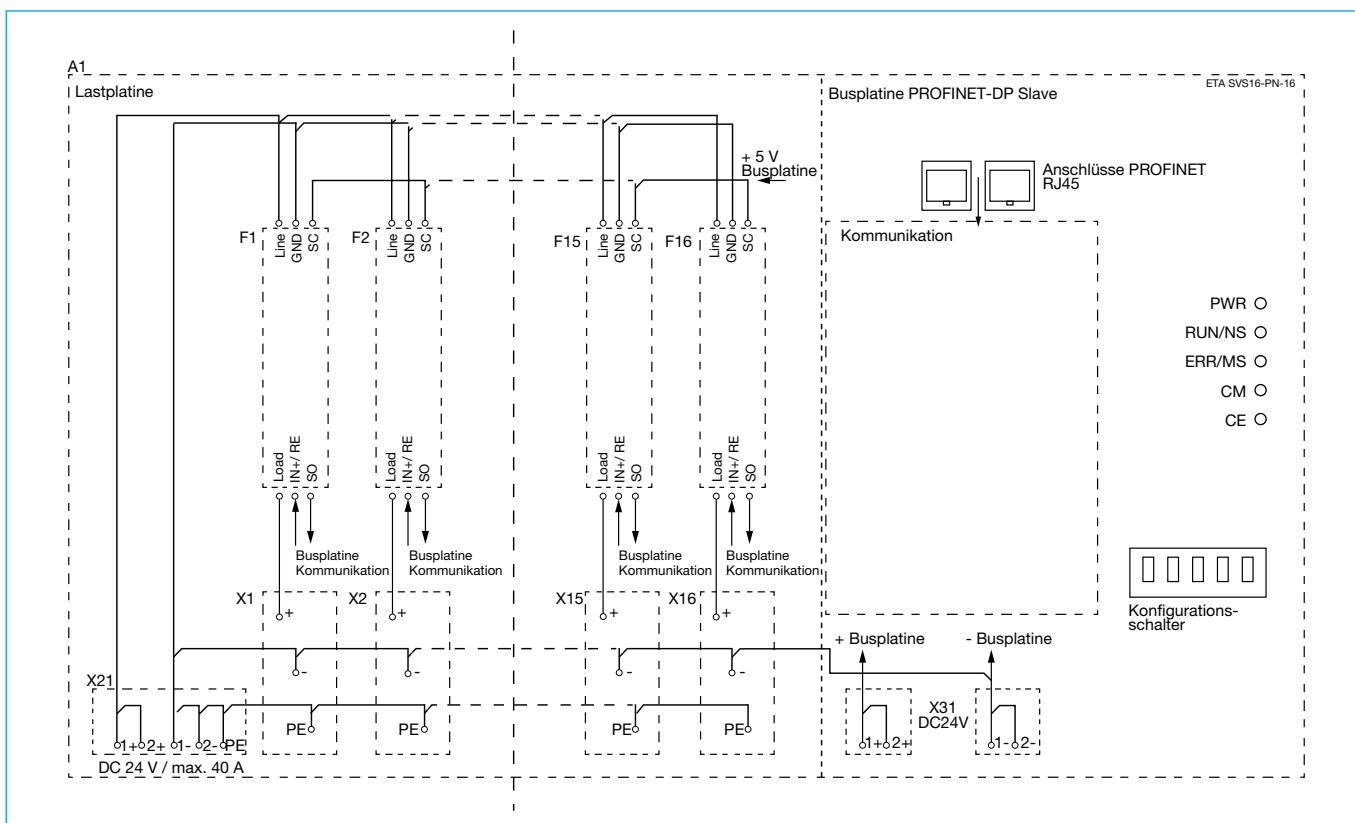 A1
Lastplatine
Busplatine PROFINET-DP Slave
ETA SVS16-PN-16
+ 5 V
Busplatine
Anschlüsse PROFINET
RJ45
F1
Line
GND
SC
F2
Line
GND
SC
F15
Line
GND
SC
F16
Line
GND
SC
Kommunikation
PWR
RUN/NS
ERR/MS
CM
CE
Load
IN+/ RE
SO
Load
IN+/ RE
SO
Load
IN+/ RE
SO
Load
IN+/ RE
SO
Busplatine
Kommunikation
Busplatine
Kommunikation
Busplatine
Kommunikation
Busplatine
Kommunikation
X1
+
-
PE
X2
+
-
PE
X15
+
-
PE
X16
+
-
PE
Konfigurations-
schalter
+ Busplatine
- Busplatine
X21
1+ 2+ 1- 2- PE
DC 24 V / max. 40 A
X31
DC24V
1+ 2+
1- 2-